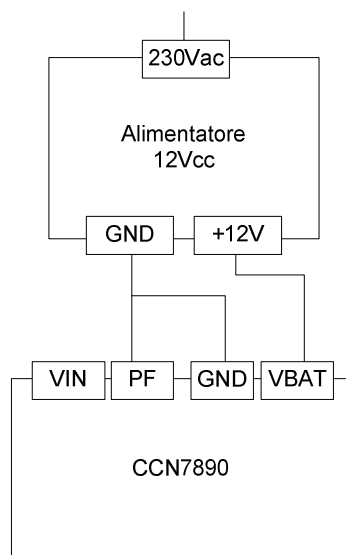 230Vac
Alimentatore
12Vcc
GND
+12V
VIN
PF
GND
VBAT
CCN7890